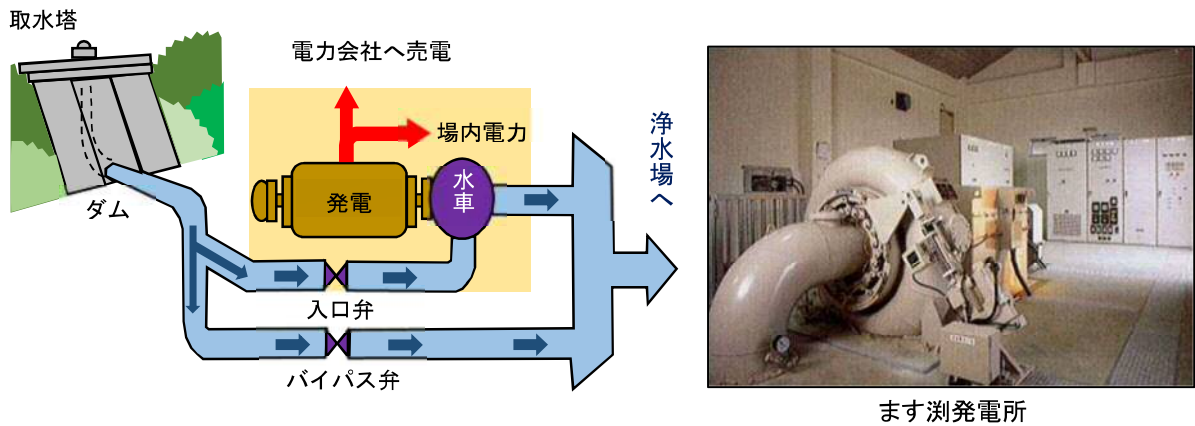 取水塔
電力会社へ売電
場内電力
浄水場へ
水車
発電
ダム
入口弁
バイパス弁
ます渕発電所